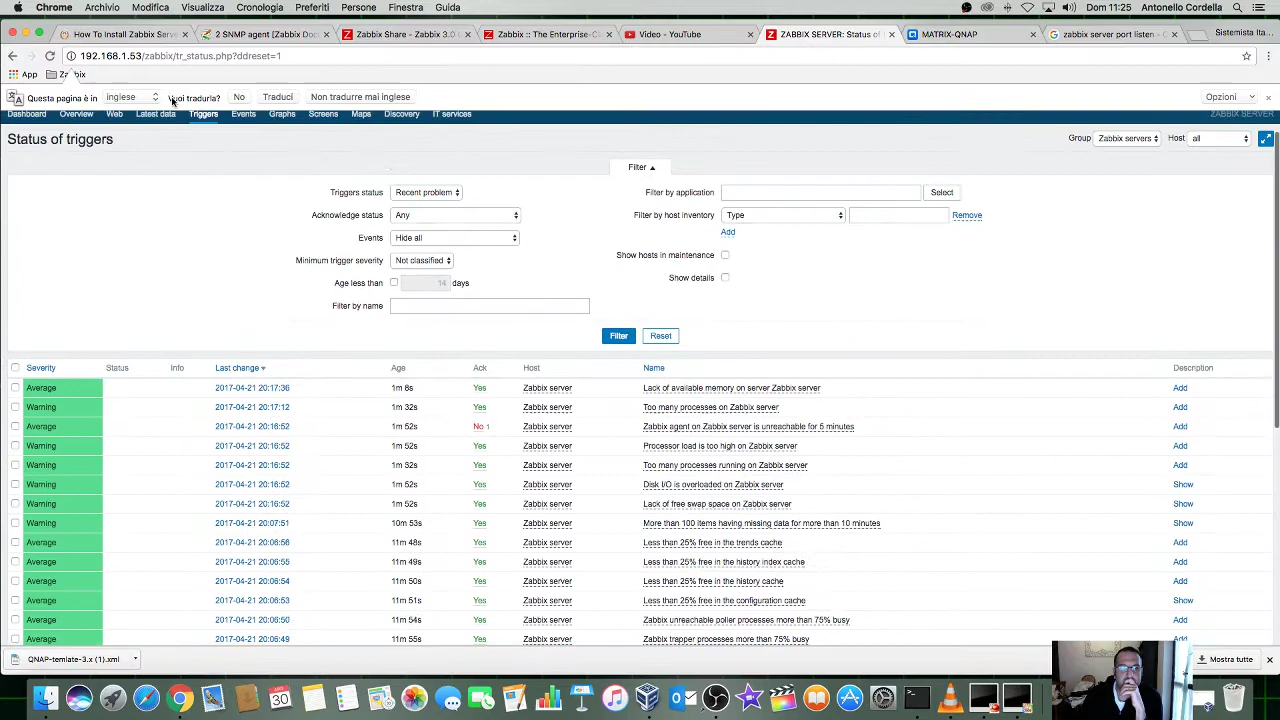 Chrome Archivio Modifica Visualizza Cronologia Preferiti Persone Finestra Guida Dom 11:25 Antonello Cordella
How To Install Zabbix Serve
2 SNMP agent [Zabbix Doc
Zabbix Share - Zabbix 3.0
Zabbix :: The Enterprise-Cl
Video - YouTube
ZABBIX SERVER: Status of
MATRIX-QNAP
zabbix server port listen -
Sistemista Ita...
192.168.1.53/zabbix/tr_status.php?ddreset=1
App Zabbix
Questa pagina è in inglese Vuoi tradurla? No Traduci Non tradurre mai inglese Opzioni
Dashboard Overview Web Latest data Triggers Events Graphs Screens Maps Discovery IT services ZABBIX SERVER
Status of triggers Group Zabbix servers Host all
Filter
Triggers status Recent problem Filter by application Select
Acknowledge status Any Filter by host inventory Type Remove
Add
Events Hide all
Show hosts in maintenance
Minimum trigger severity Not classified
Show details
Age less than 14 days
Filter by name
Filter Reset
Severity Status Info Last change Age Ack Host Name Description
Average 2017-04-21 20:17:36 1m 8s Yes Zabbix server Lack of available memory on server Zabbix server Add
Warning 2017-04-21 20:17:12 1m 32s Yes Zabbix server Too many processes on Zabbix server Add
Average 2017-04-21 20:16:52 1m 52s No 1 Zabbix server Zabbix agent on Zabbix server is unreachable for 5 minutes Add
Warning 2017-04-21 20:16:52 1m 52s Yes Zabbix server Processor load is too high on Zabbix server Add
Warning 2017-04-21 20:16:52 1m 32s Yes Zabbix server Too many processes running on Zabbix server Add
Warning 2017-04-21 20:16:52 1m 52s Yes Zabbix server Disk I/O is overloaded on Zabbix server Show
Warning 2017-04-21 20:16:52 1m 52s Yes Zabbix server Lack of free swap space on Zabbix server Show
Warning 2017-04-21 20:07:51 10m 53s Yes Zabbix server More than 100 items having missing data for more than 10 minutes Show
Average 2017-04-21 20:06:56 11m 48s Yes Zabbix server Less than 25% free in the trends cache Add
Average 2017-04-21 20:06:55 11m 49s Yes Zabbix server Less than 25% free in the history index cache Add
Average 2017-04-21 20:06:54 11m 50s Yes Zabbix server Less than 25% free in the history cache Add
Average 2017-04-21 20:06:53 11m 51s Yes Zabbix server Less than 25% free in the configuration cache Show
Average 2017-04-21 20:06:50 11m 54s Yes Zabbix server Zabbix unreachable poller processes more than 75% busy Add
Average 2017-04-21 20:06:49 11m 55s Yes Zabbix server Zabbix trapper processes more than 75% busy Add
QNAP-temlate-3.x (1).xml Mostra tutte
30